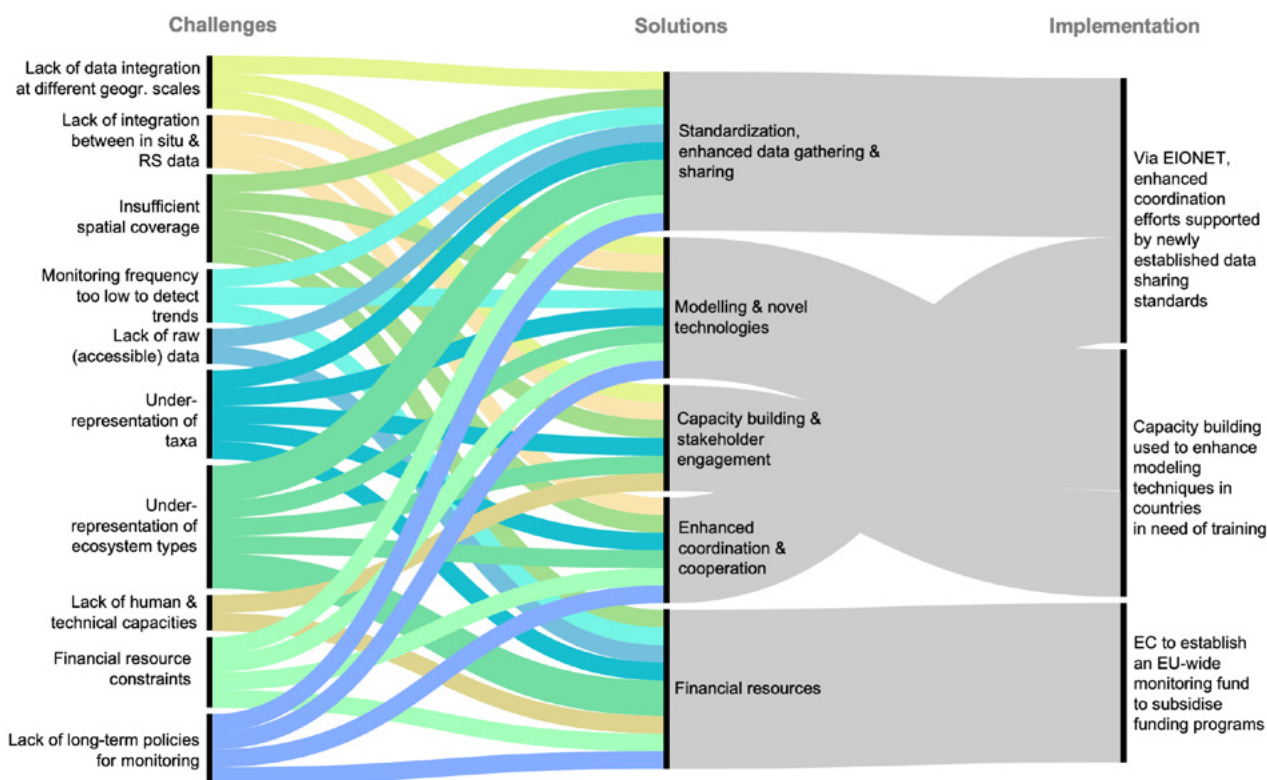 Challenges
Solutions
Implementation
Lack of data integration
at different geogr. scales
Lack of integration
between in situ &
RS data
Insufficient
spatial coverage
Monitoring frequency
too low to detect
trends
Lack of raw
(accessible) data
Under-
representation of
taxa
Under-
representation of
ecosystem types
Lack of human &
technical capacities
Financial resource
constraints
Lack of long-term policies
for monitoring
Standardization,
enhanced data gathering &
sharing
Modelling & novel
technologies
Capacity building &
stakeholder
engagement
Enhanced
coordination &
cooperation
Financial resources
Via EIONET,
enhanced
coordination
efforts supported
by newly
established data
sharing
standards
Capacity building
used to enhance
modeling
techniques in
countries
in need of training
EC to establish
an EU-wide
monitoring fund
to subsidise
funding programs